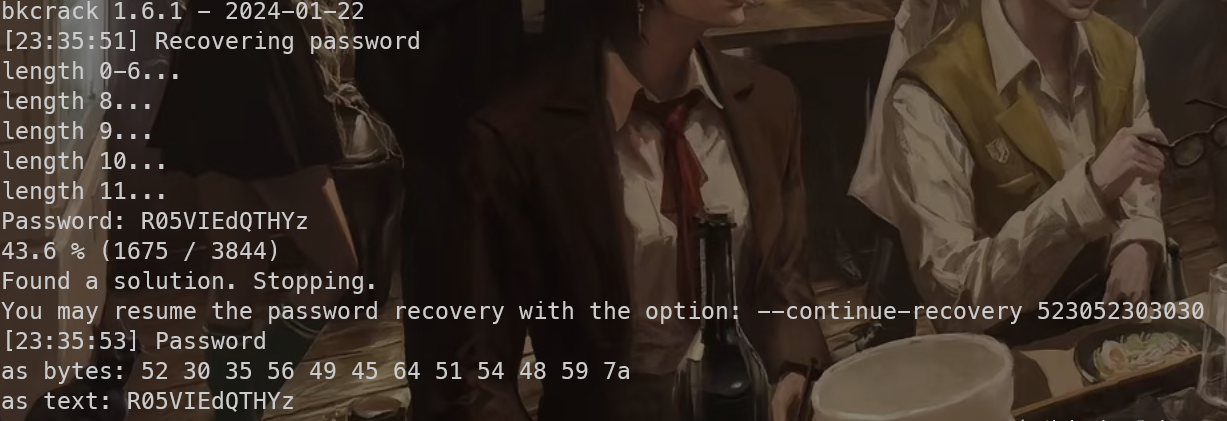 bkcrack 1.6.1 - 2024-01-22
[23:35:51] Recovering password
length 0-6...
length 8...
length 9...
length 10...
length 11...
Password: R05VIEdQTHYz
43.6 % (1675 / 3844)
Found a solution. Stopping.
You may resume the password recovery with the option: --continue-recovery 523052303030
[23:35:53] Password
as bytes: 52 30 35 56 49 45 64 51 54 48 59 7a
as text: R05VIEdQTHYz